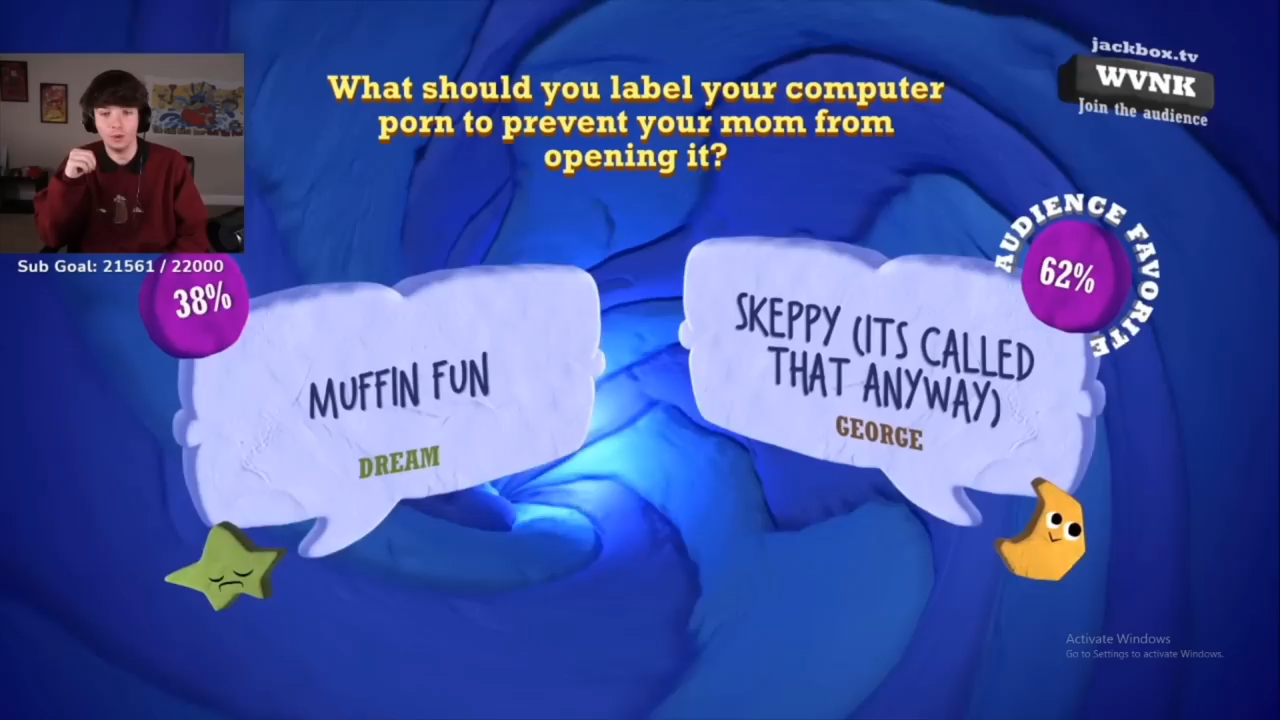 jackbox.tv
WVNK
Join the audience
What should you label your computer
porn to prevent your mom from
opening it?
Sub Goal: 21561 / 22000
38%
MUFFIN FUN
DREAM
AUDIENCE FAVORITE
62%
SKEPPY (ITS CALLED
THAT ANYWAY)
GEORGE
Activate Windows
Go to Settings to activate Windows.